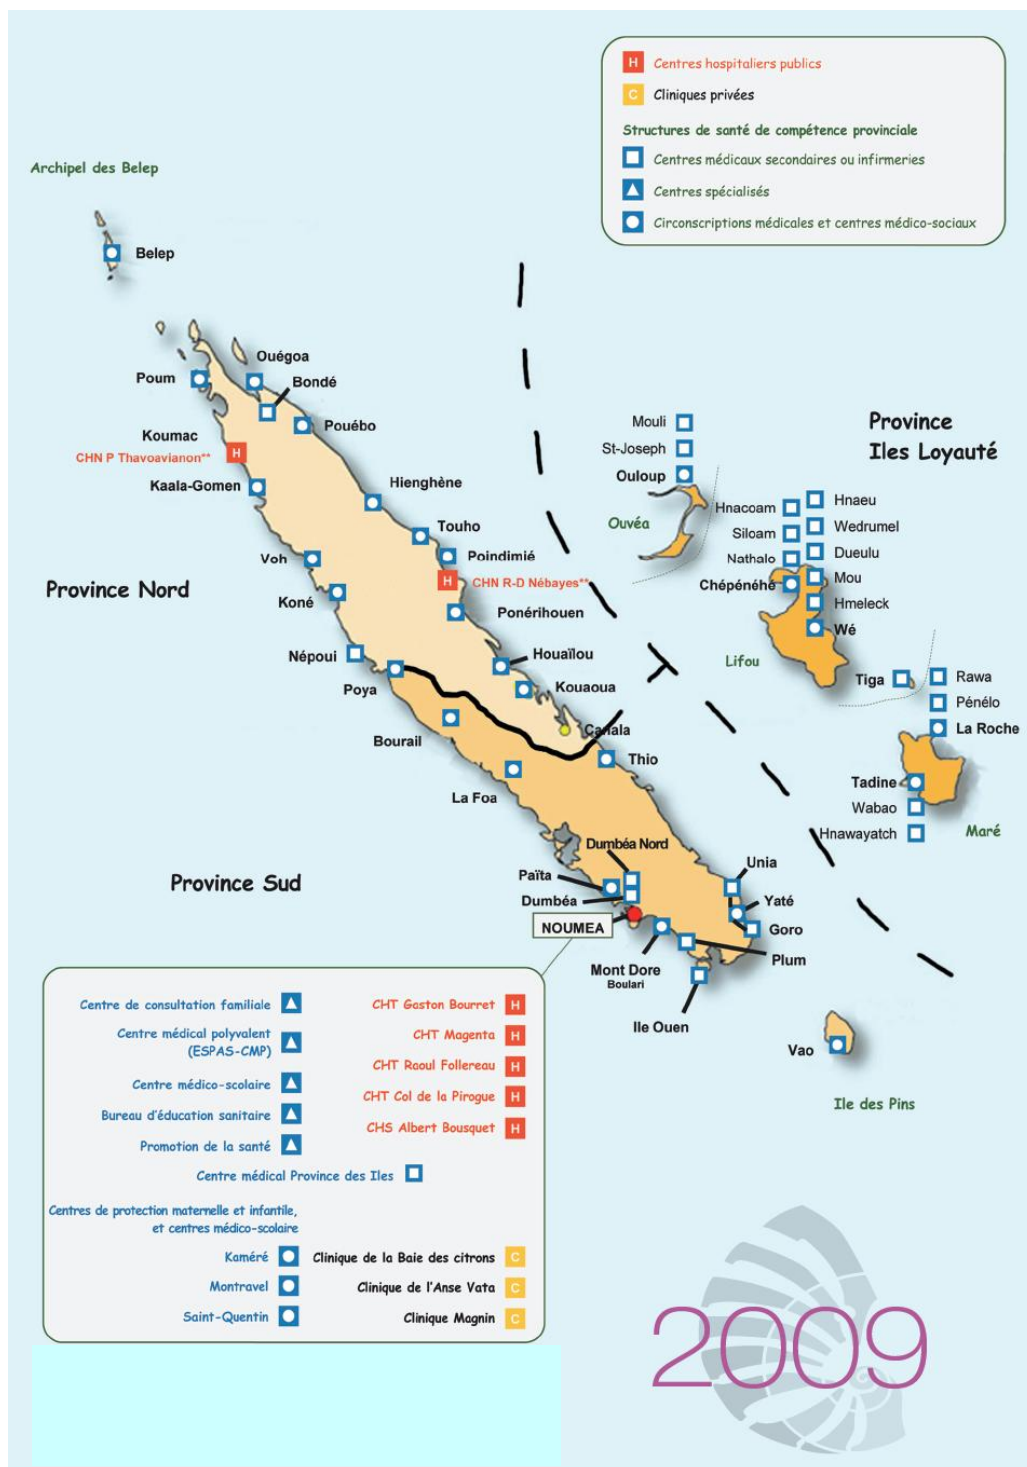 H Centres hospitaliers publics
C Cliniques privées
Structures de santé de compétence provinciale
Centres médicaux secondaires ou infirmeries
Centres spécialisés
Circonscriptions médicales et centres médico-sociaux
Archipel des Belep
Belep
Ouégoa
Poum
Bondé
Pouébo
Koumac
CHN P Thavoavianon**
H
Kaala-Gomen
Hienghène
Touho
Poindimié
Voh
H
CHN R-D Nébayes**
Province Nord
Koné
Ponérihouen
Népoui
Houaïlou
Poya
Kouaoua
Canala
Bourail
Thio
La Foa
Province
Iles Loyauté
Mouli
St-Joseph
Ouloup
Ouvéa
Hnacoam
Siloam
Nathalo
Chépénéhé
Hnaeu
Wedrumel
Dueulu
Mou
Hmeleck
Wé
Lifou
Tiga
Rawa
Pénélo
La Roche
Tadine
Wabao
Hnawayatch
Maré
Province Sud
Dumbéa Nord
Païta
Dumbéa
NOUMEA
Unia
Yaté
Goro
Plum
Mont Dore
Boulari
Ile Ouen
Vao
Ile des Pins
Centre de consultation familiale
Centre médical polyvalent
(ESPAS-CMP)
Centre médico-scolaire
Bureau d'éducation sanitaire
Promotion de la santé
CHT Gaston Bourret H
CHT Magenta H
CHT Raoul Follereau H
CHT Col de la Pirogue H
CHS Albert Bousquet H
Centre médical Province des Iles
Centres de protection maternelle et infantile,
et centres médico-scolaire
Kaméré
Montravel
Saint-Quentin
Clinique de la Baie des citrons C
Clinique de l'Anse Vata C
Clinique Magnin C
2009